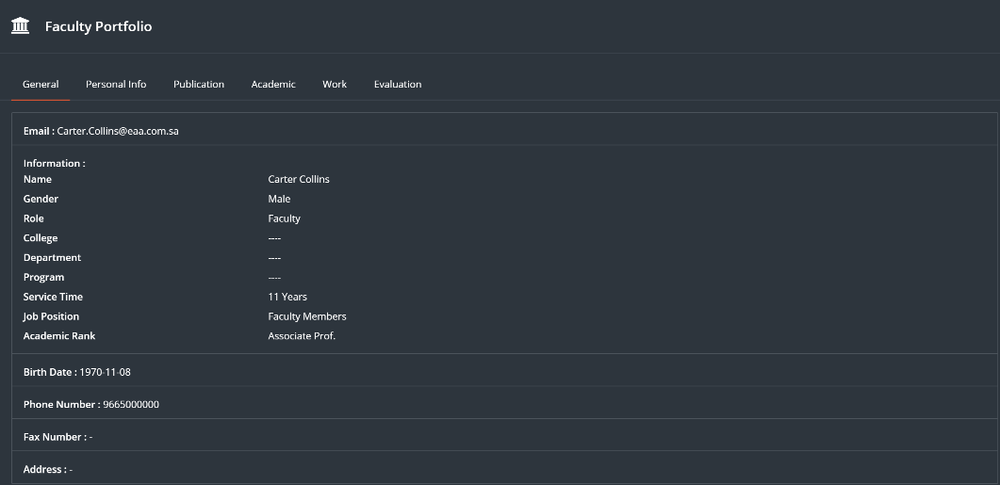 Faculty Portfolio
General Personal Info Publication Academic Work Evaluation
Email : Carter.Collins@eaa.com.sa
Information :
Name Carter Collins
Gender Male
Role Faculty
College ----
Department ----
Program ----
Service Time 11 Years
Job Position Faculty Members
Academic Rank Associate Prof.
Birth Date : 1970-11-08
Phone Number : 9665000000
Fax Number : -
Address : -